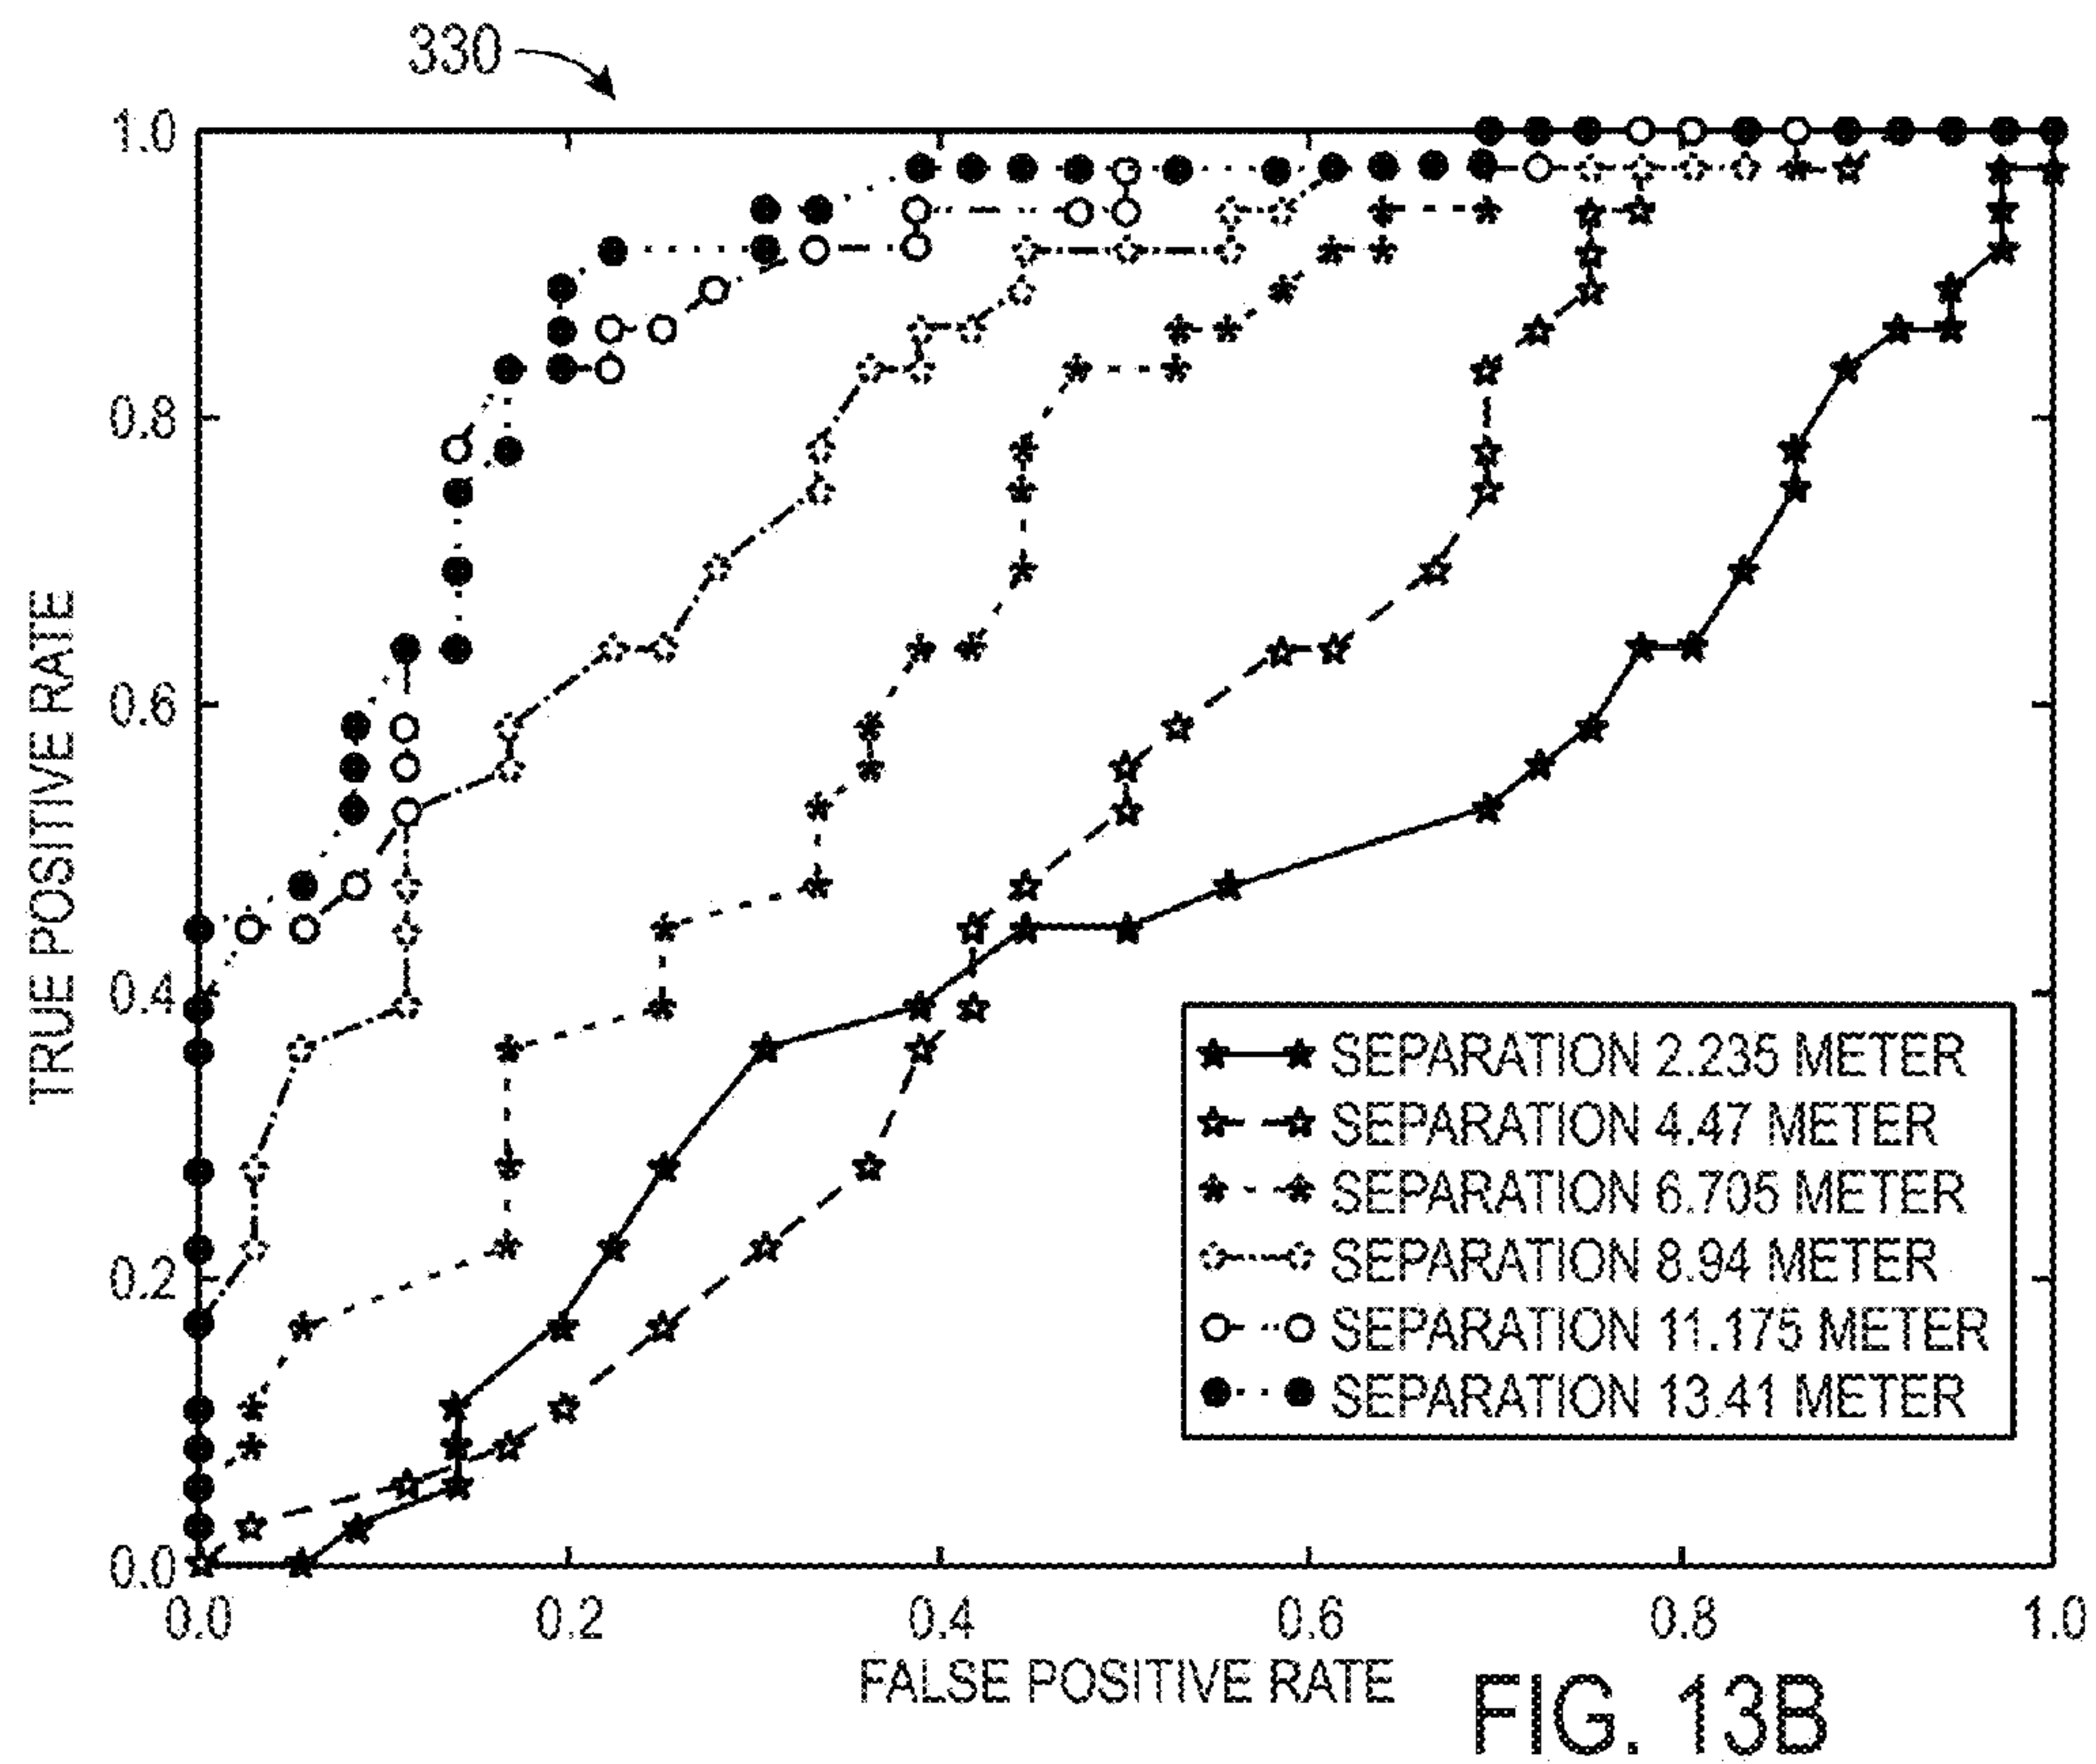 330
1.0
0.8
0.6
0.4
0.2
0.0
TRUE POSITIVE RATE
SEPARATION 2.235 METER
SEPARATION 4.47 METER
SEPARATION 6.705 METER
SEPARATION 8.94 METER
SEPARATION 11.175 METER
SEPARATION 13.41 METER
0.0 0.2 0.4 0.6 0.8 1.0
FALSE POSITIVE RATE
FIG. 13B